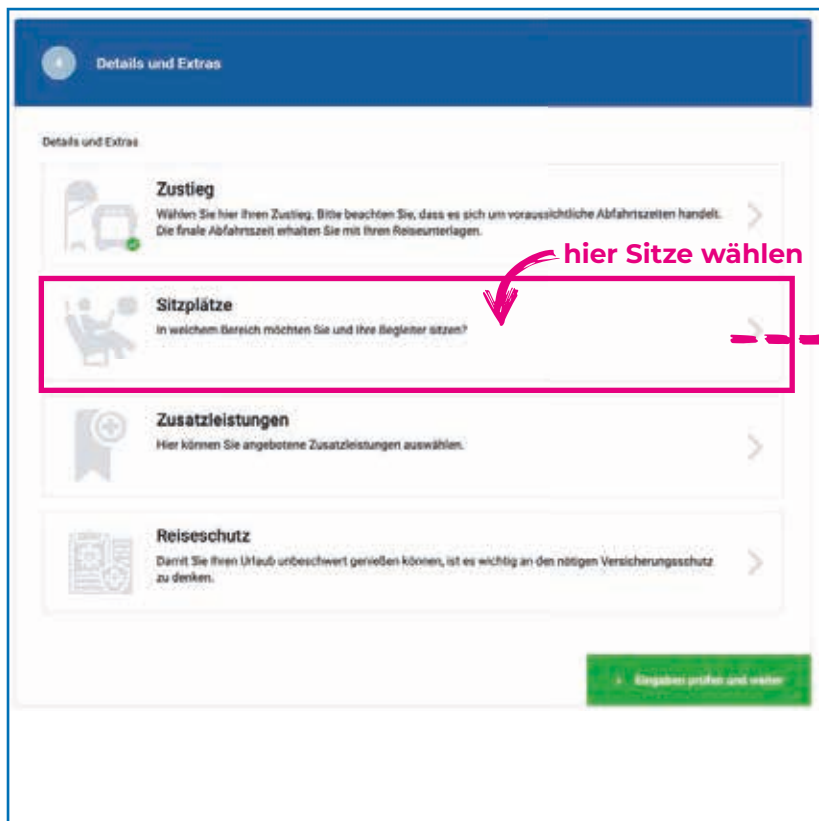 4 Details und Extras
Details und Extras
Zustieg
Wählen Sie hier Ihren Zustieg. Bitte beachten Sie, dass es sich um voraussichtliche Abfahrtszeiten handelt.
Die finale Abfahrtszeit erhalten Sie mit Ihren Reiseunterlagen.
hier Sitze wählen
Sitzplätze
In welchem Bereich möchten Sie und Ihre Begleiter sitzen?
Zusatzleistungen
Hier können Sie angebotene Zusatzleistungen auswählen.
Reiseschutz
Damit Sie Ihren Urlaub unbeschwert genießen können, ist es wichtig an den nötigen Versicherungsschutz
zu denken.
Eingaben prüfen und weiter